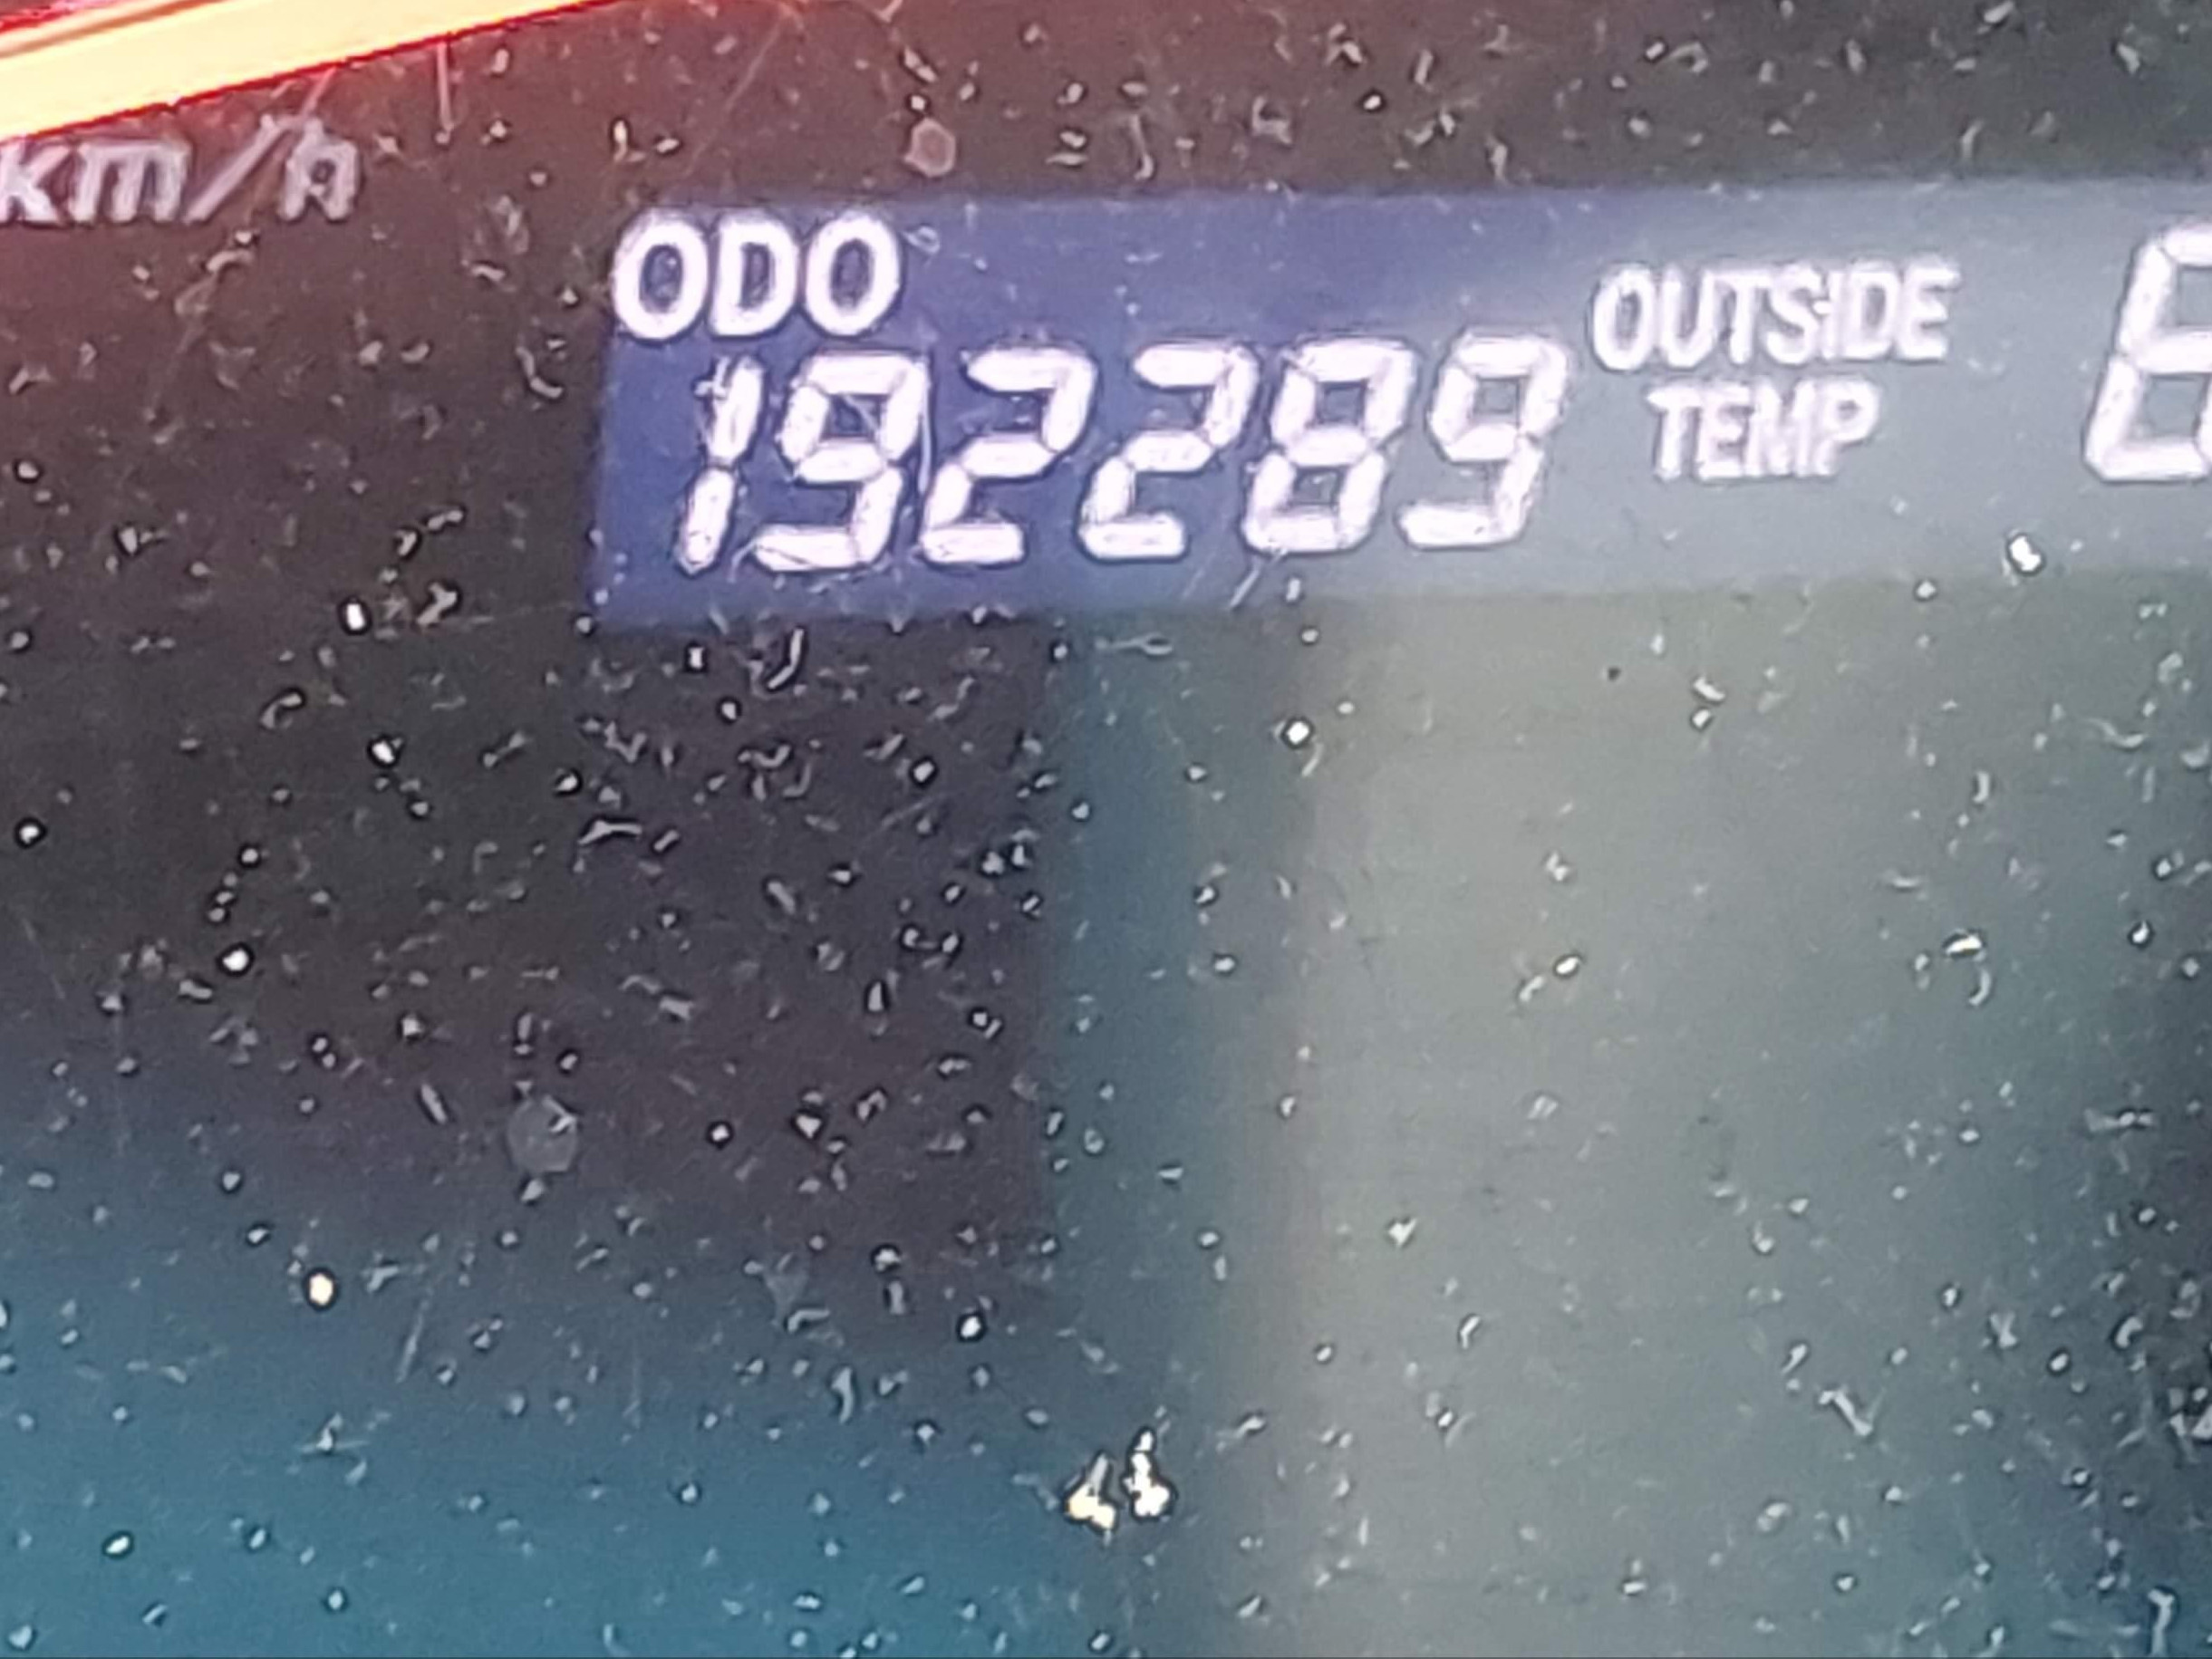 km/h
ODO
192289
OUTSIDE
TEMP